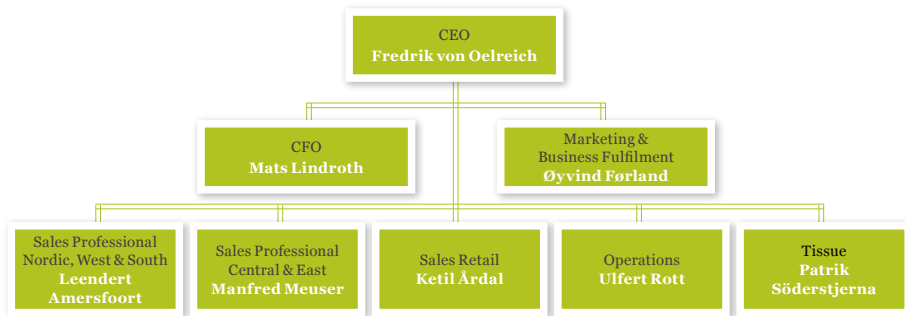 CEO
Fredrik von Oelreich
CFO
Mats Lindroth
Marketing &
Business Fulfilment
Øyvind Førland
Sales Professional
Nordic, West & South
Leendert
Amersfoort
Sales Professional
Central & East
Manfred Meuser
Sales Retail
Ketil Årdal
Operations
Ulfert Rott
Tissue
Patrik
Söderstjerna